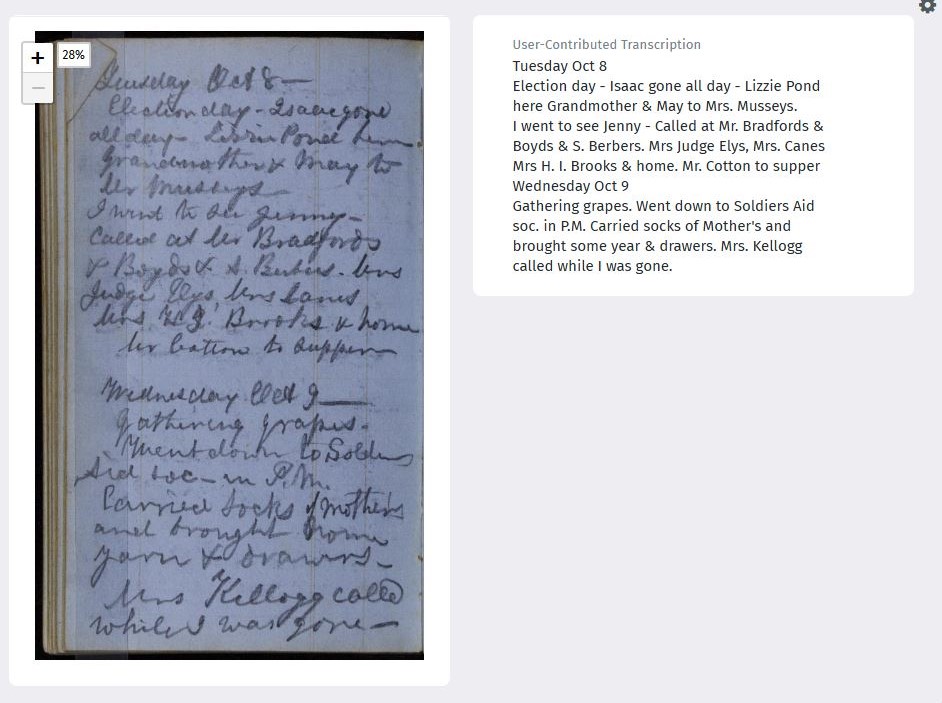 +
28%
−
Tuesday Oct 8 —
Election day - Isaac gone
all day - Lizzie Pond here.
Grandmother & May to
Mr Musseys —
I went to see Jenny —
Called at Mr Bradfords
& Boyds & S. Berbers. Mrs
Judge Elys, Mrs Canes
Mrs H. I. Brooks & home
Mr Cotton to supper —
Wednesday Oct 9 —
Gathering grapes -
Went down to Soldiers
Aid soc - in P.M.
Carried socks of mothers
and brought home
yarn & drawers -
Mrs Kellogg called
while I was gone —
User-Contributed Transcription
Tuesday Oct 8
Election day - Isaac gone all day - Lizzie Pond
here Grandmother & May to Mrs. Musseys.
I went to see Jenny - Called at Mr. Bradfords &
Boyds & S. Berbers. Mrs Judge Elys, Mrs. Canes
Mrs H. I. Brooks & home. Mr. Cotton to supper
Wednesday Oct 9
Gathering grapes. Went down to Soldiers Aid
soc. in P.M. Carried socks of Mother's and
brought some year & drawers. Mrs. Kellogg
called while I was gone.